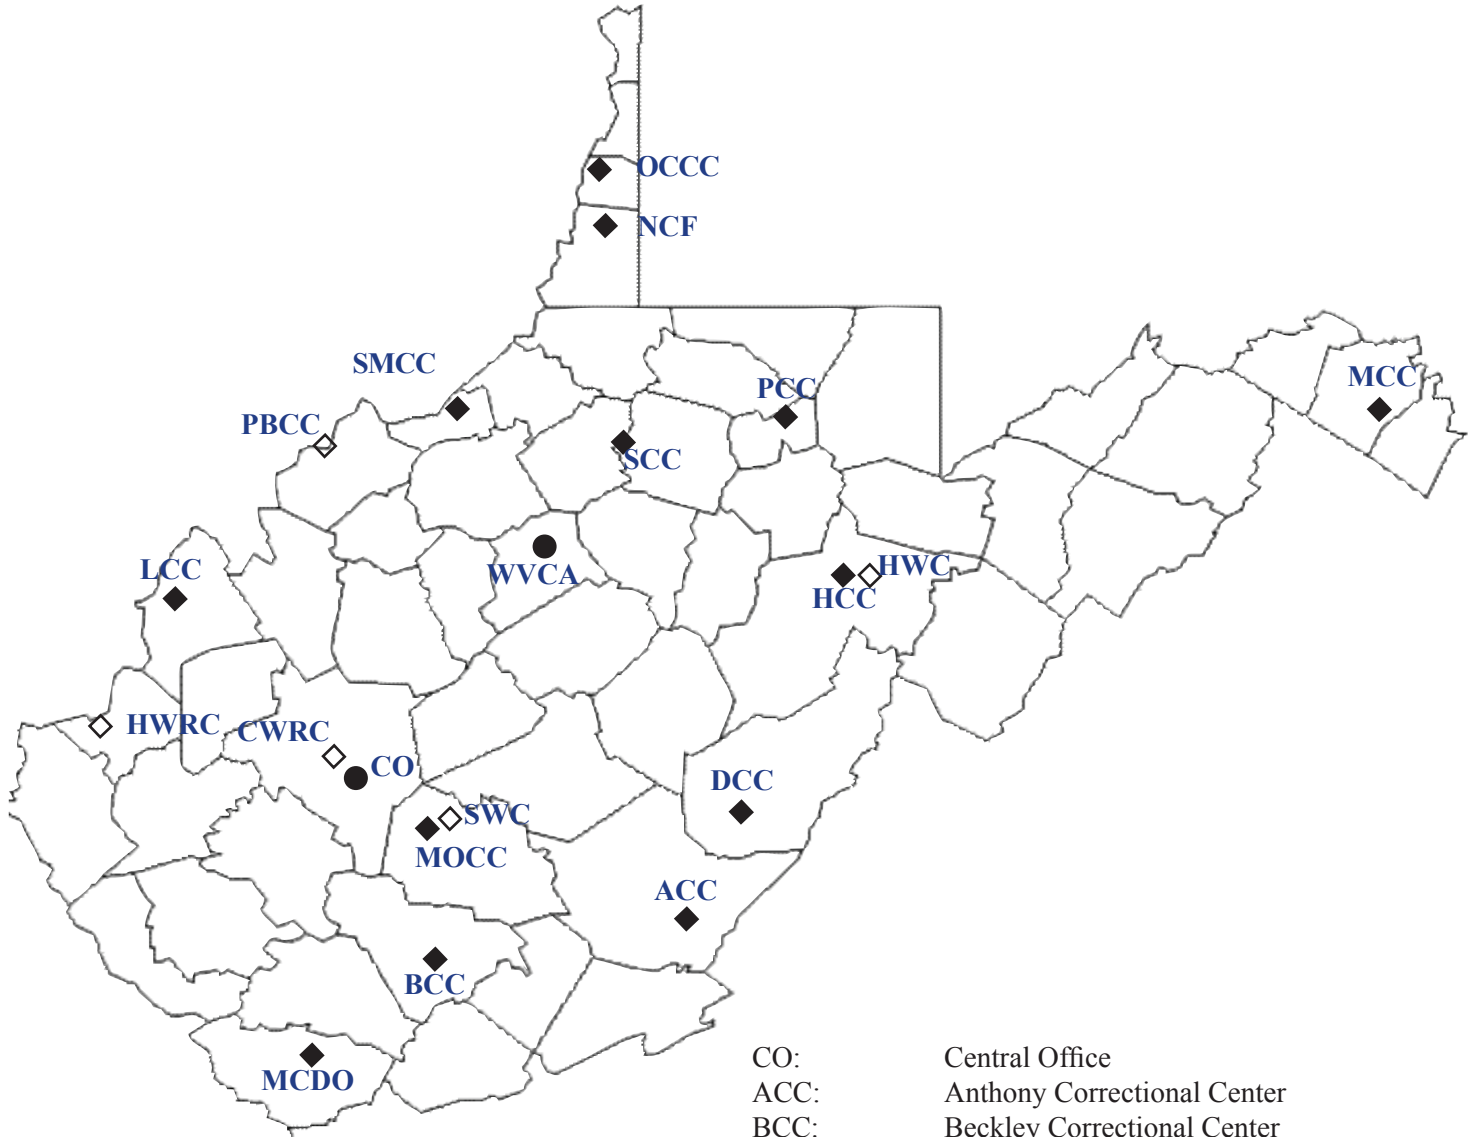 OCCC
NCF
SMCC
PCC
MCC
PBCC
SCC
LCC
WVCA
HWC
HCC
HWRC
CWRC
CO
DCC
SWC
MOCC
ACC
BCC
MCDO
CO: Central Office
ACC: Anthony Correctional Center
BCC: Beckley Correctional Center